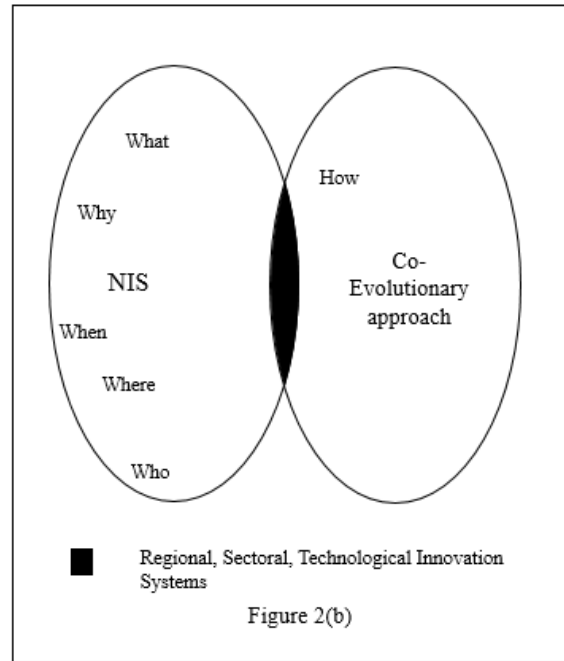 What
How
Why
NIS
Co-
Evolutionary
approach
When
Where
Who
Regional, Sectoral, Technological Innovation
Systems
Figure 2(b)